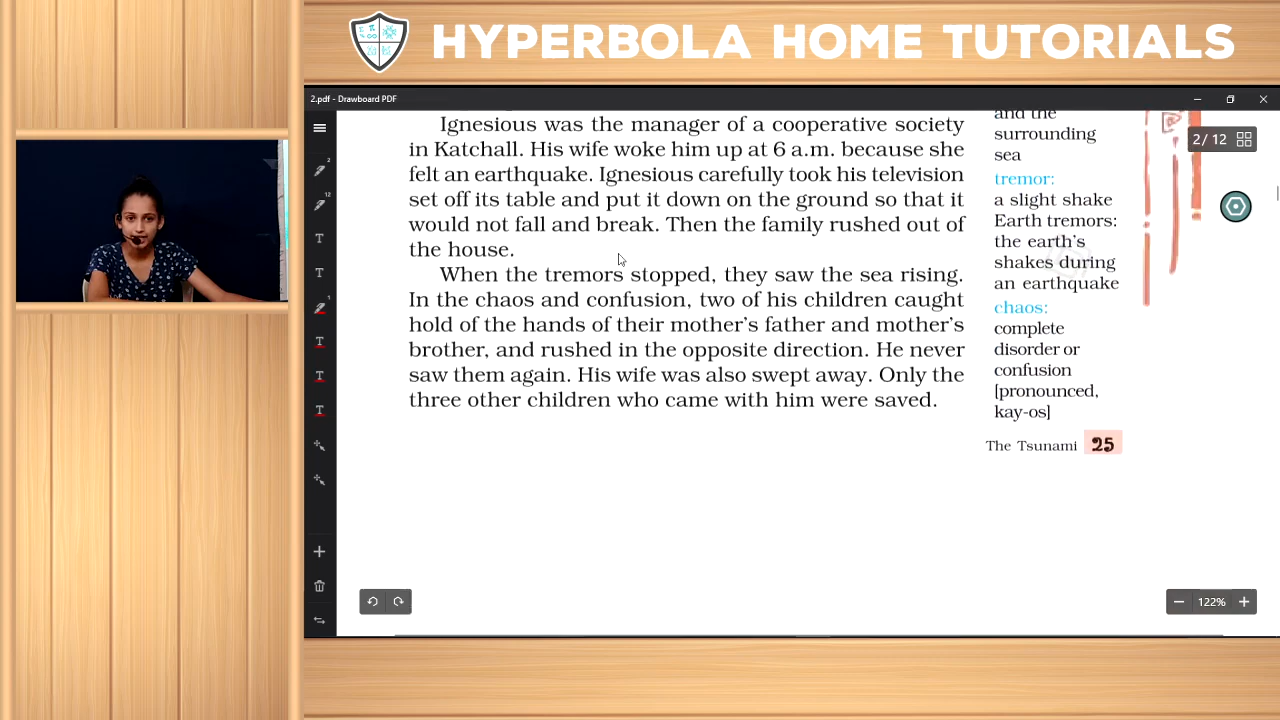 HYPERBOLA HOME TUTORIALS
2.pdf - Drawboard PDF
2 / 12
Ignesious was the manager of a cooperative society
in Katchall. His wife woke him up at 6 a.m. because she
felt an earthquake. Ignesious carefully took his television
set off its table and put it down on the ground so that it
would not fall and break. Then the family rushed out of
the house.
When the tremors stopped, they saw the sea rising.
In the chaos and confusion, two of his children caught
hold of the hands of their mother's father and mother's
brother, and rushed in the opposite direction. He never
saw them again. His wife was also swept away. Only the
three other children who came with him were saved.
and the
surrounding
sea
tremor:
a slight shake
Earth tremors:
the earth's
shakes during
an earthquake
chaos:
complete
disorder or
confusion
[pronounced,
kay-os]
The Tsunami 25
2
12
T
T
1
T
T
T
122%